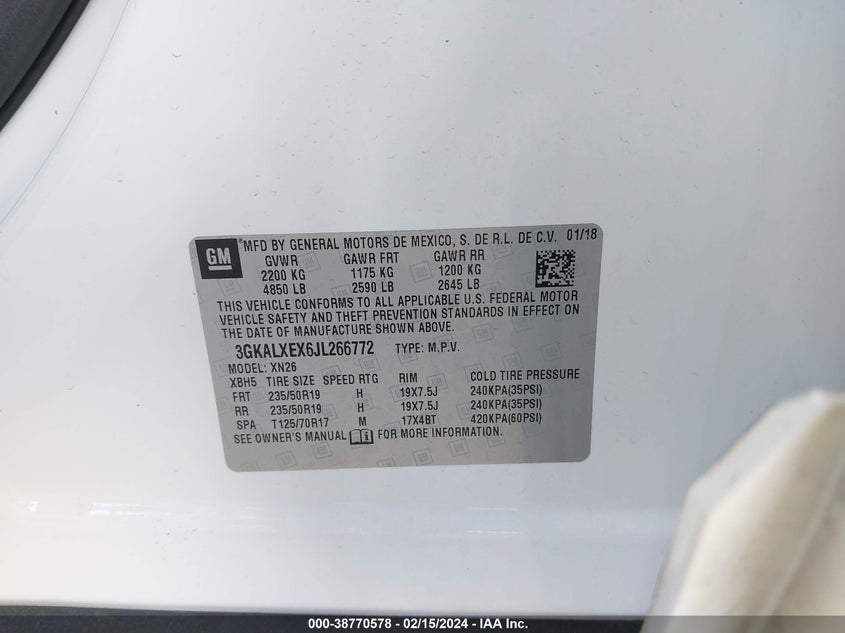 GM *MFD BY GENERAL MOTORS DE MEXICO, S. DE R.L. DE C.V. 01/18
GVWR GAWR FRT GAWR RR
2200 KG 1175 KG 1200 KG
4850 LB 2590 LB 2645 LB
THIS VEHICLE CONFORMS TO ALL APPLICABLE U.S. FEDERAL MOTOR
VEHICLE SAFETY AND THEFT PREVENTION STANDARDS IN EFFECT ON
THE DATE OF MANUFACTURE SHOWN ABOVE.
3GKALXEX6JL266772 TYPE: M.P.V.
MODEL: XN26
XBH5 TIRE SIZE SPEED RTG RIM COLD TIRE PRESSURE
FRT 235/50R19 H 19X7.5J 240KPA(35PSI)
RR 235/50R19 H 19X7.5J 240KPA(35PSI)
SPA T125/70R17 M 17X4BT 420KPA(60PSI)
SEE OWNER'S MANUAL FOR MORE INFORMATION.
000-38770578 - 02/15/2024 - IAA Inc.